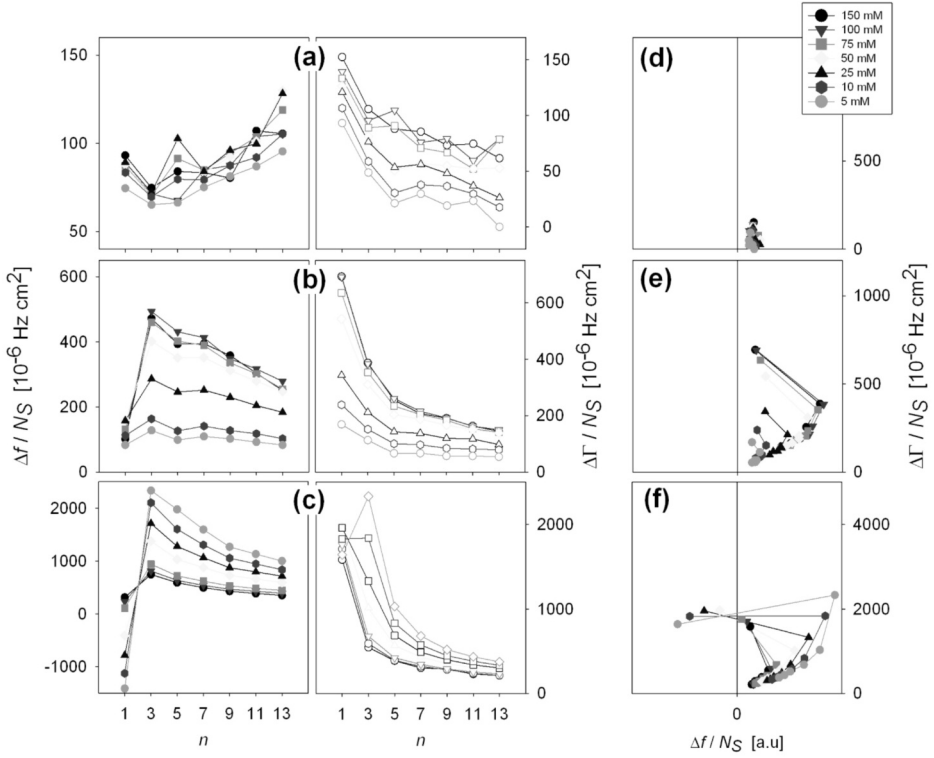 150 mM
100 mM
75 mM
50 mM
25 mM
10 mM
5 mM
(a)
150
100
50
150
100
50
0
(d)
500
0
40
(b)
600
400
200
0
600
400
200
0
(e)
1000
500
0
(c)
2000
1000
0
-1000
2000
1000
0
(f)
4000
2000
0
1 3 5 7 9 11 13
1 3 5 7 9 11 13
0
n
n
Δf / N_S [a.u]
Δf / N_S [10⁻⁶ Hz cm²]
ΔΓ / N_S [10⁻⁶ Hz cm²]
ΔΓ / N_S [10⁻⁶ Hz cm²]